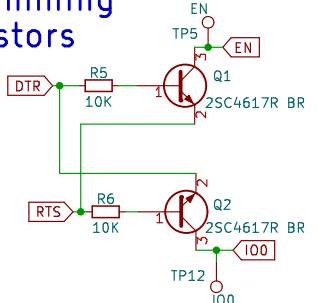 stors
EN
TP5
EN
3
DTR
R5
10K
1
Q1
2SC4617R BR
2
2
RTS
R6
10K
1
Q2
2SC4617R BR
3
IO0
TP12
IO0